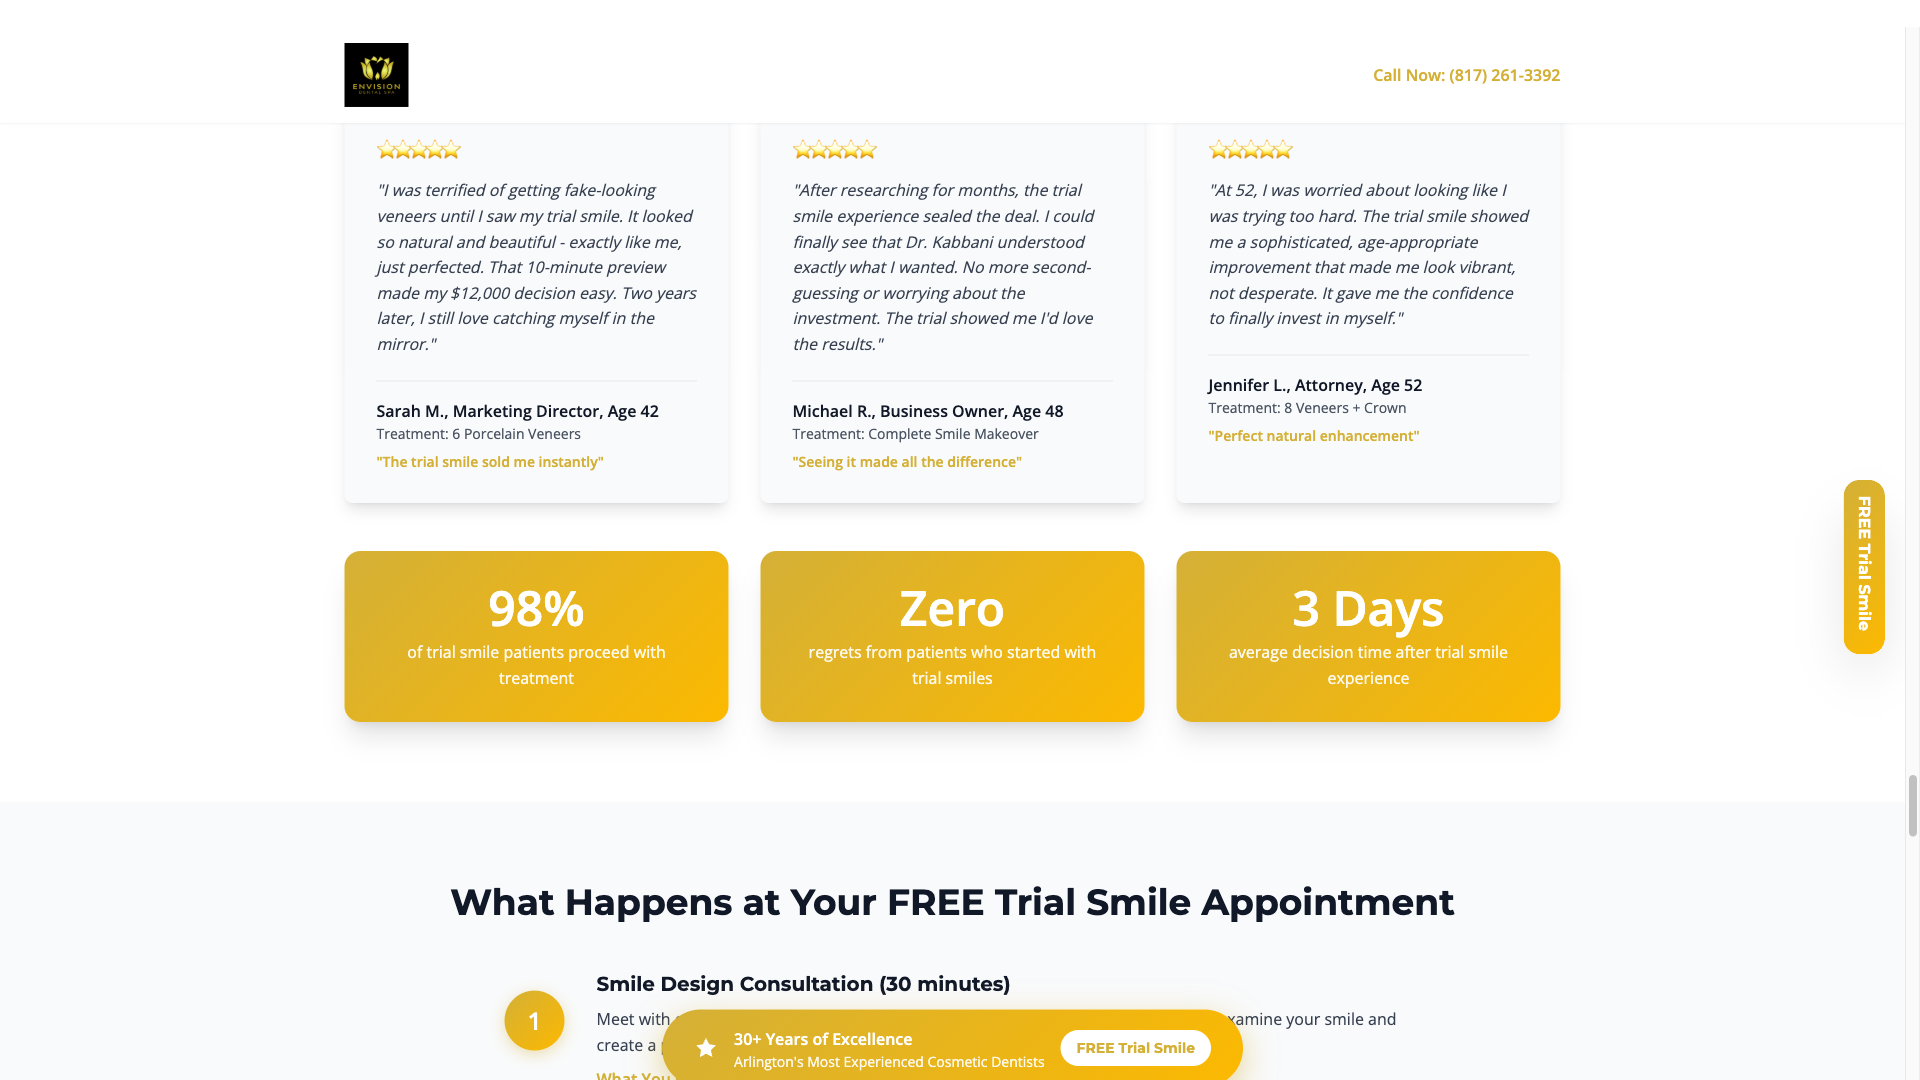 ENVISION
DENTAL SPA
Call Now: (817) 261-3392
"I was terrified of getting fake-looking
veneers until I saw my trial smile. It looked
so natural and beautiful - exactly like me,
just perfected. That 10-minute preview
made my $12,000 decision easy. Two years
later, I still love catching myself in the
mirror."
Sarah M., Marketing Director, Age 42
Treatment: 6 Porcelain Veneers
"The trial smile sold me instantly"
"After researching for months, the trial
smile experience sealed the deal. I could
finally see that Dr. Kabbani understood
exactly what I wanted. No more second-
guessing or worrying about the
investment. The trial showed me I'd love
the results."
Michael R., Business Owner, Age 48
Treatment: Complete Smile Makeover
"Seeing it made all the difference"
"At 52, I was worried about looking like I
was trying too hard. The trial smile showed
me a sophisticated, age-appropriate
improvement that made me look vibrant,
not desperate. It gave me the confidence
to finally invest in myself."
Jennifer L., Attorney, Age 52
Treatment: 8 Veneers + Crown
"Perfect natural enhancement"
FREE Trial Smile
98%
of trial smile patients proceed with
treatment
Zero
regrets from patients who started with
trial smiles
3 Days
average decision time after trial smile
experience
What Happens at Your FREE Trial Smile Appointment
1
Smile Design Consultation (30 minutes)
Meet with
your smile and
create a
What You
30+ Years of Excellence
Arlington's Most Experienced Cosmetic Dentists
FREE Trial Smile